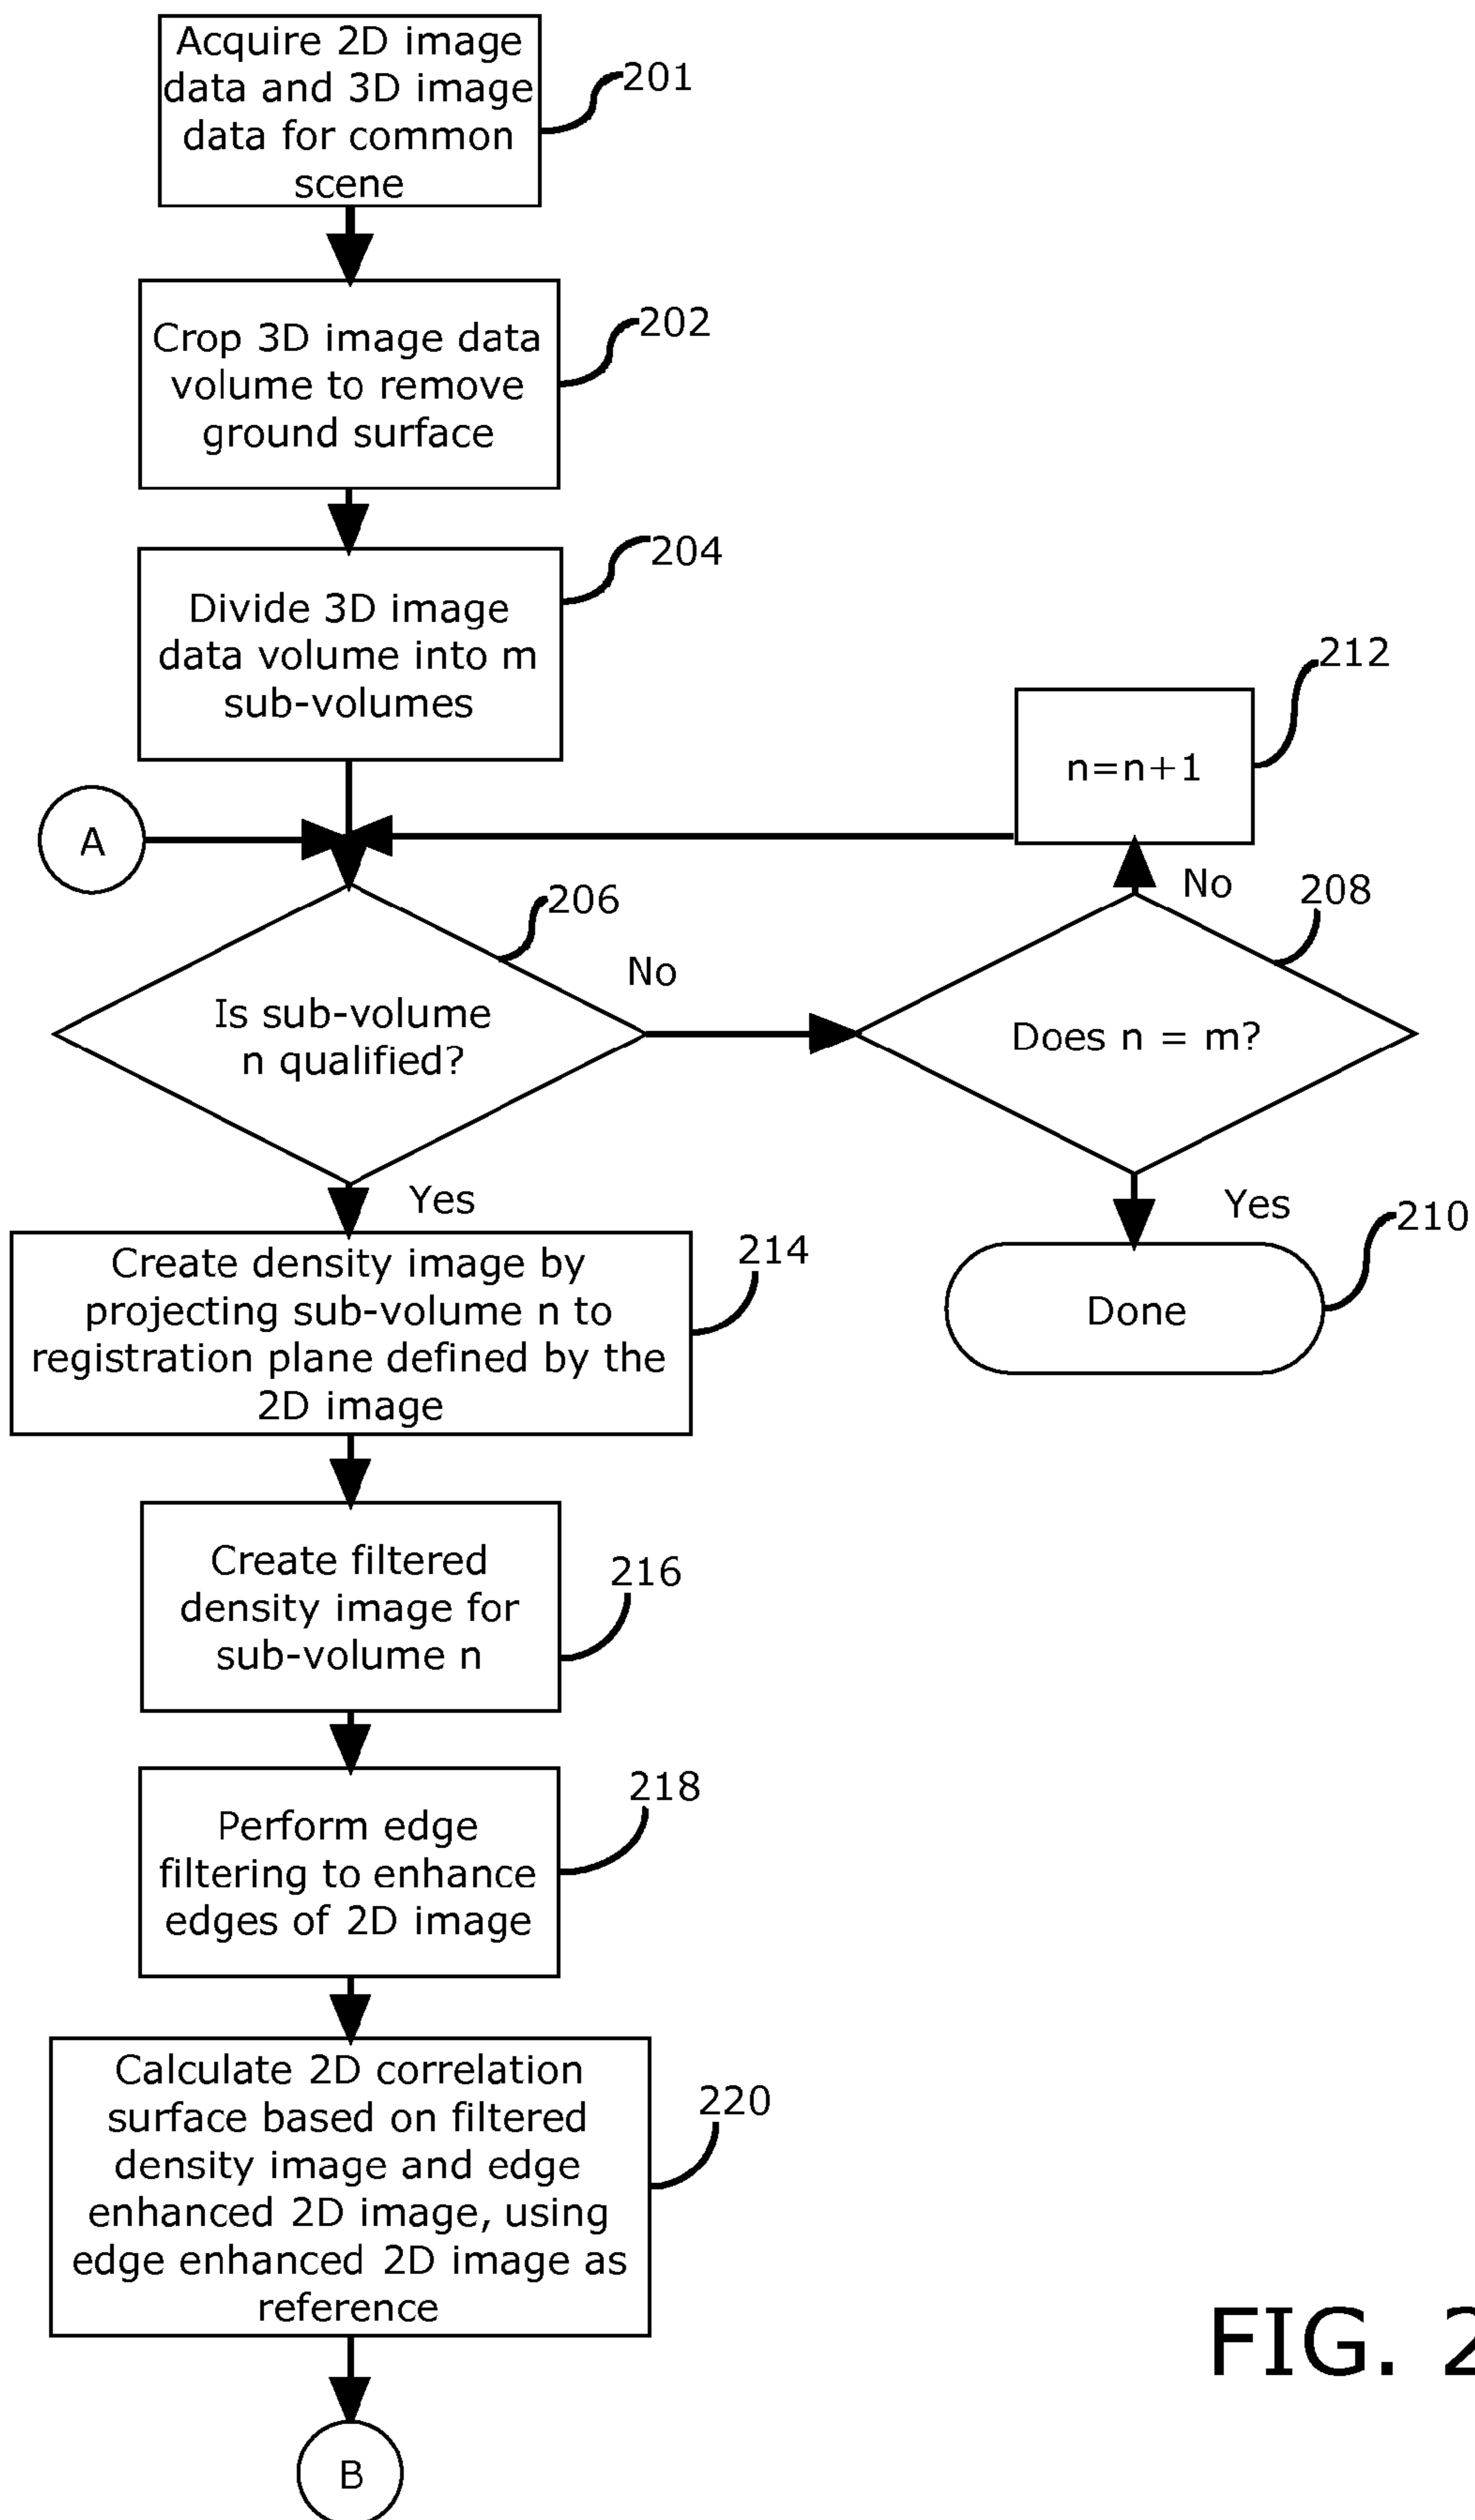 Acquire 2D image
data and 3D image
data for common
scene
201
Crop 3D image data
volume to remove
ground surface
202
Divide 3D image
data volume into m
sub-volumes
204
212
n=n+1
A
206
No
208
No
Is sub-volume
n qualified?
Does n = m?
Yes
Yes
210
Done
Create density image by
projecting sub-volume n to
registration plane defined by the
2D image
214
Create filtered
density image for
sub-volume n
216
Perform edge
filtering to enhance
edges of 2D image
218
Calculate 2D correlation
surface based on filtered
density image and edge
enhanced 2D image, using
edge enhanced 2D image as
reference
220
FIG. 2
B